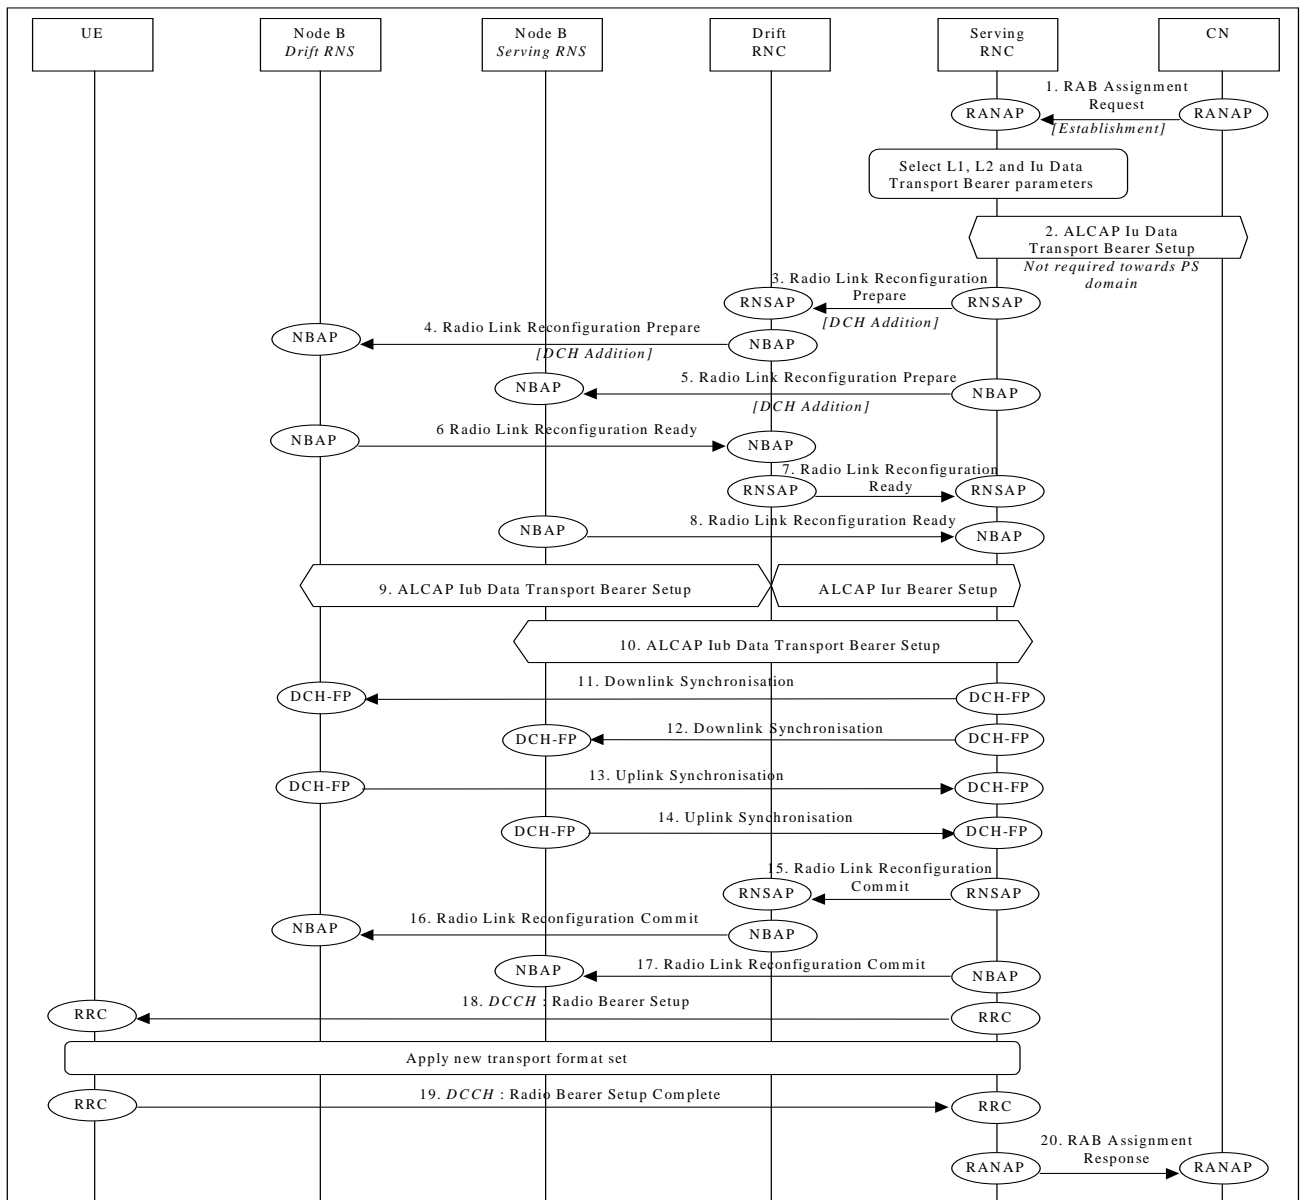 UE
Node B
Drift RNS
Node B
Serving RNS
Drift
RNC
Serving
RNC
CN
1. RAB Assignment
Request
RANAP
RANAP
[Establishment]
Select L1, L2 and Iu Data
Transport Bearer parameters
2. ALCAP Iu Data
Transport Bearer Setup
Not required towards PS
domain
3. Radio Link Reconfiguration
Prepare
RNSAP
RNSAP
[DCH Addition]
4. Radio Link Reconfiguration Prepare
NBAP
NBAP
[DCH Addition]
5. Radio Link Reconfiguration Prepare
NBAP
NBAP
[DCH Addition]
6 Radio Link Reconfiguration Ready
NBAP
NBAP
7. Radio Link Reconfiguration
Ready
RNSAP
RNSAP
8. Radio Link Reconfiguration Ready
NBAP
NBAP
9. ALCAP Iub Data Transport Bearer Setup
ALCAP Iur Bearer Setup
10. ALCAP Iub Data Transport Bearer Setup
11. Downlink Synchronisation
DCH-FP
DCH-FP
12. Downlink Synchronisation
DCH-FP
DCH-FP
13. Uplink Synchronisation
DCH-FP
DCH-FP
14. Uplink Synchronisation
DCH-FP
DCH-FP
15. Radio Link Reconfiguration
Commit
RNSAP
RNSAP
16. Radio Link Reconfiguration Commit
NBAP
NBAP
17. Radio Link Reconfiguration Commit
NBAP
NBAP
18. DCCH : Radio Bearer Setup
RRC
RRC
Apply new transport format set
19. DCCH : Radio Bearer Setup Complete
RRC
RRC
20. RAB Assignment
Response
RANAP
RANAP